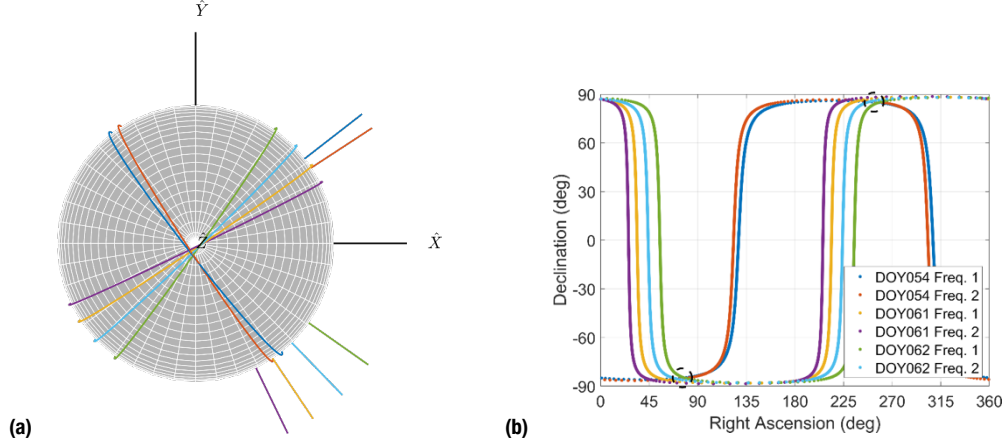 Ŷ
X̂
Ẑ
(a)
90
60
30
0
-30
-60
-90
Declination (deg)
0 45 90 135 180 225 270 315 360
Right Ascension (deg)
DOY054 Freq. 1
DOY054 Freq. 2
DOY061 Freq. 1
DOY061 Freq. 2
DOY062 Freq. 1
DOY062 Freq. 2
(b)